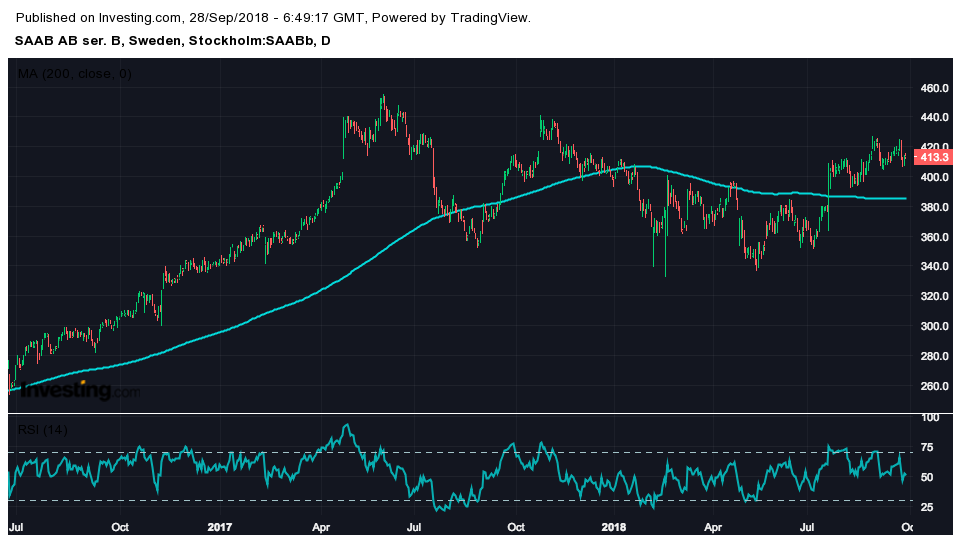 Published on Investing.com, 28/Sep/2018 - 6:49:17 GMT, Powered by TradingView.
SAAB AB ser. B, Sweden, Stockholm:SAABb, D
MA (200, close, 0)
460.0
440.0
420.0
413.3
400.0
380.0
360.0
340.0
320.0
300.0
280.0
260.0
Investing.com
RSI (14)
100
75
50
25
Jul Oct 2017 Apr Jul Oct 2018 Apr Jul Oc